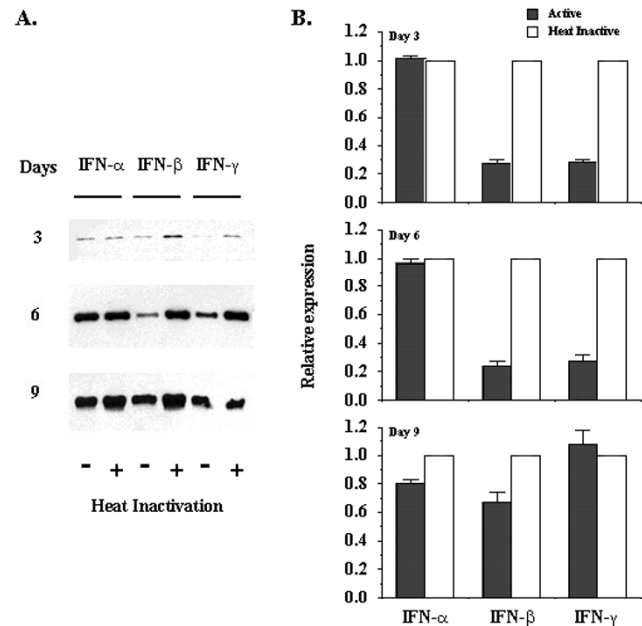 A.
Days IFN-α IFN-β IFN-γ
3
6
9
- + - + - +
Heat Inactivation
B.
Active
Heat Inactive
Relative expression
Day 3
1.2
1.0
0.8
0.6
0.4
0.2
0.0
Day 6
1.2
1.0
0.8
0.6
0.4
0.2
0.0
Day 9
1.2
1.0
0.8
0.6
0.4
0.2
0.0
IFN-α IFN-β IFN-γ